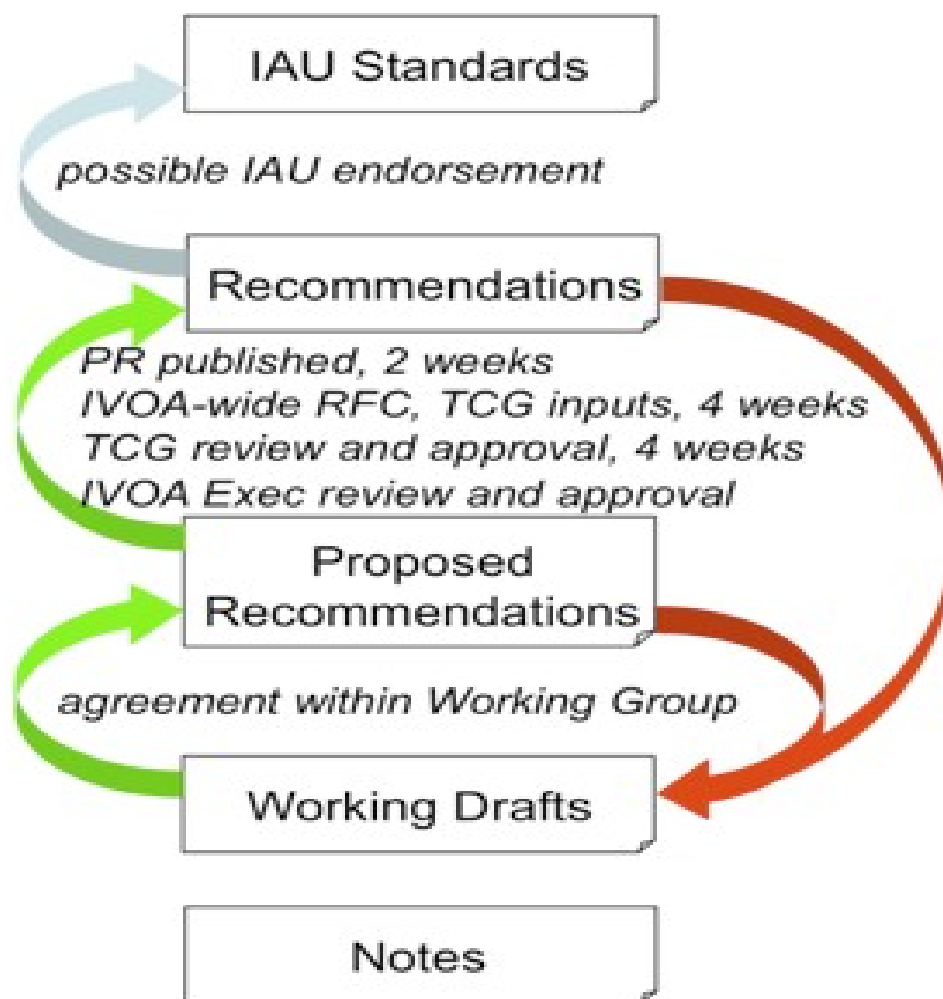 IAU Standards
possible IAU endorsement
Recommendations
PR published, 2 weeks
IVOA-wide RFC, TCG inputs, 4 weeks
TCG review and approval, 4 weeks
IVOA Exec review and approval
Proposed
Recommendations
agreement within Working Group
Working Drafts
Notes